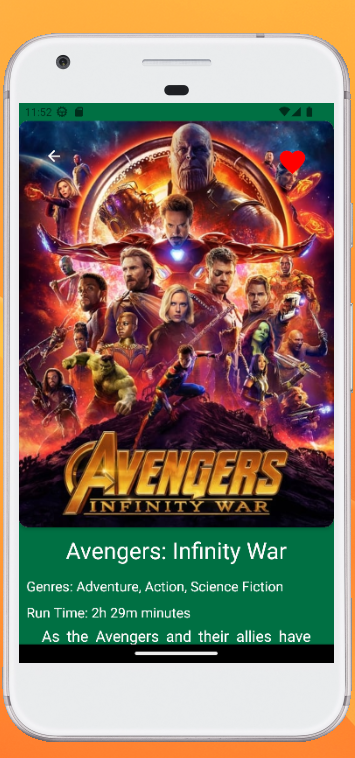 11:52
AVENGERS
INFINITY WAR
Avengers: Infinity War
Genres: Adventure, Action, Science Fiction
Run Time: 2h 29m minutes
As the Avengers and their allies have